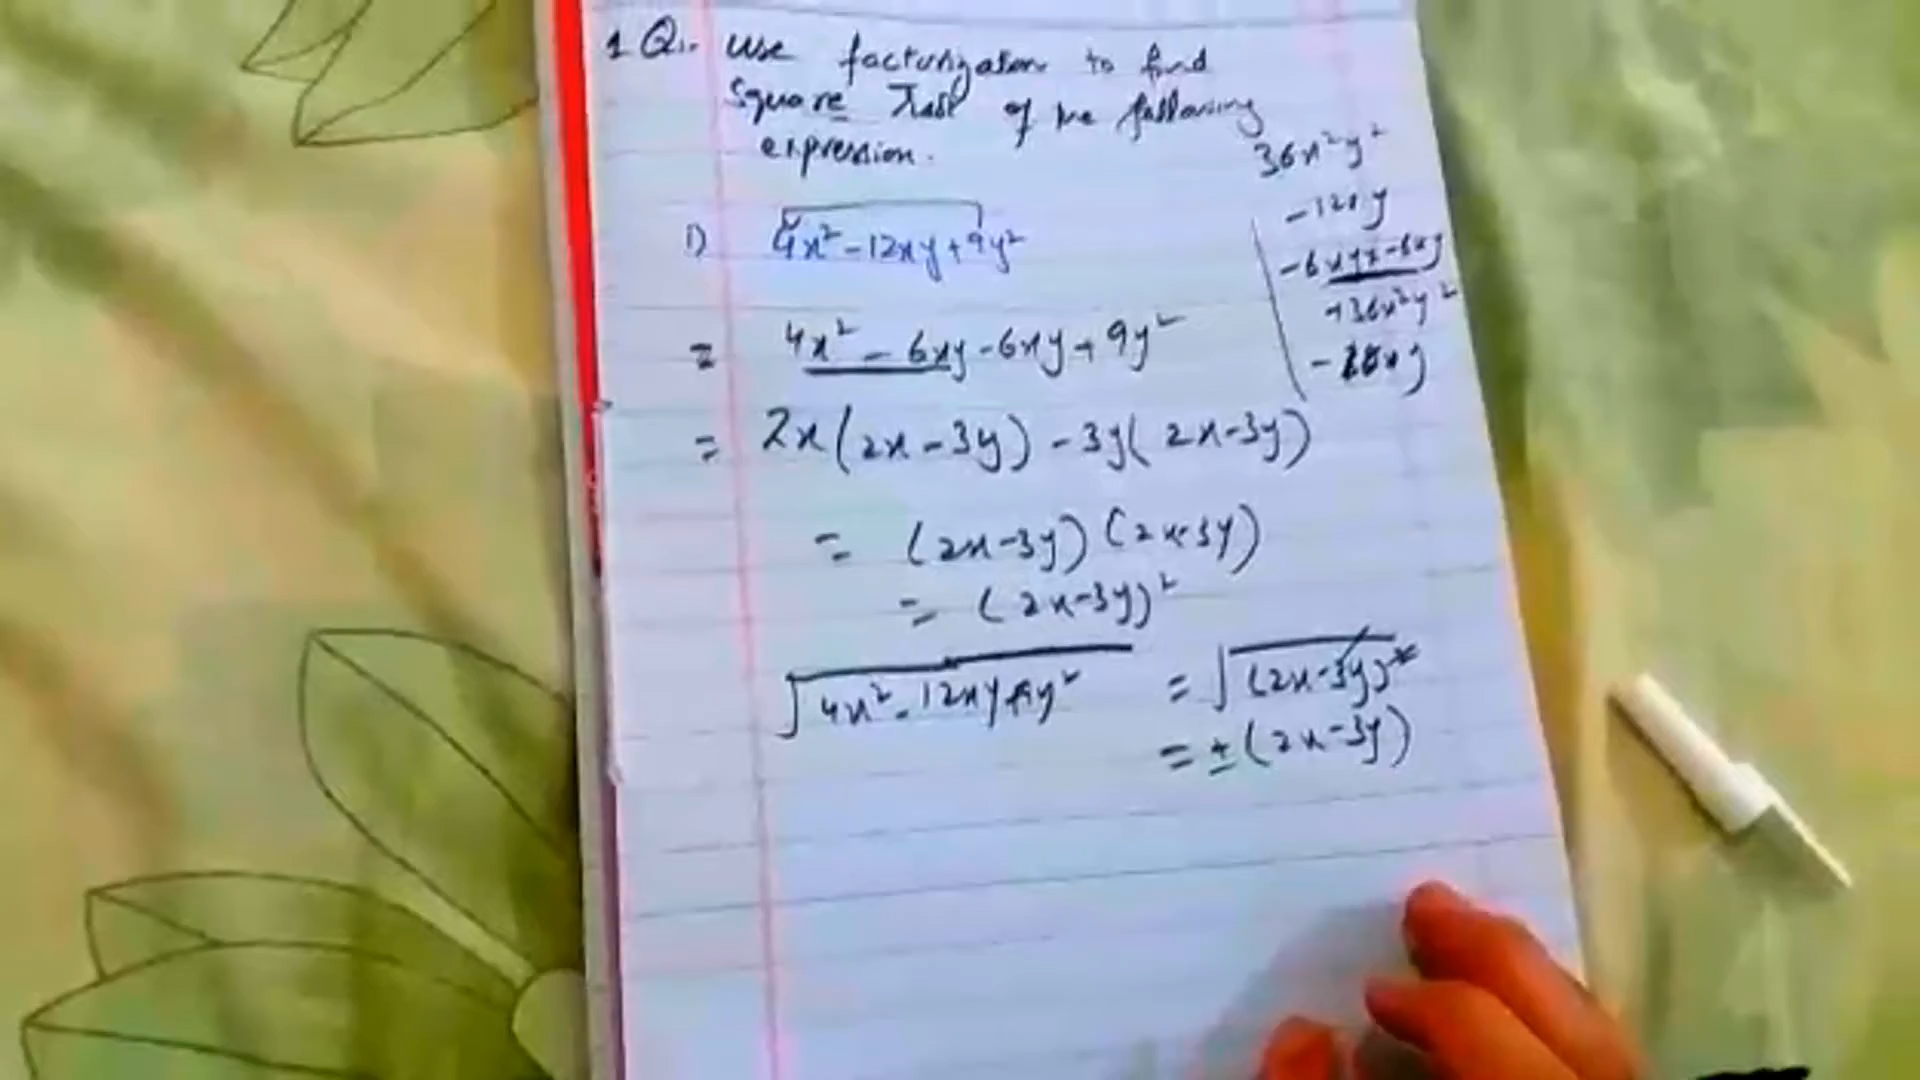 1 Q1. Use factorization to find
square root of the following
expression.
36x²y²
-12xy
-6xy x -6xy
+36x²y²
1) 4x² - 12xy + 9y²
= 4x² - 6xy - 6xy + 9y²
= 2x(2x - 3y) - 3y(2x - 3y)
= (2x - 3y)(2x - 3y)
= (2x - 3y)²
√4x² - 12xy + 9y² = √(2x - 3y)²
= ±(2x - 3y)